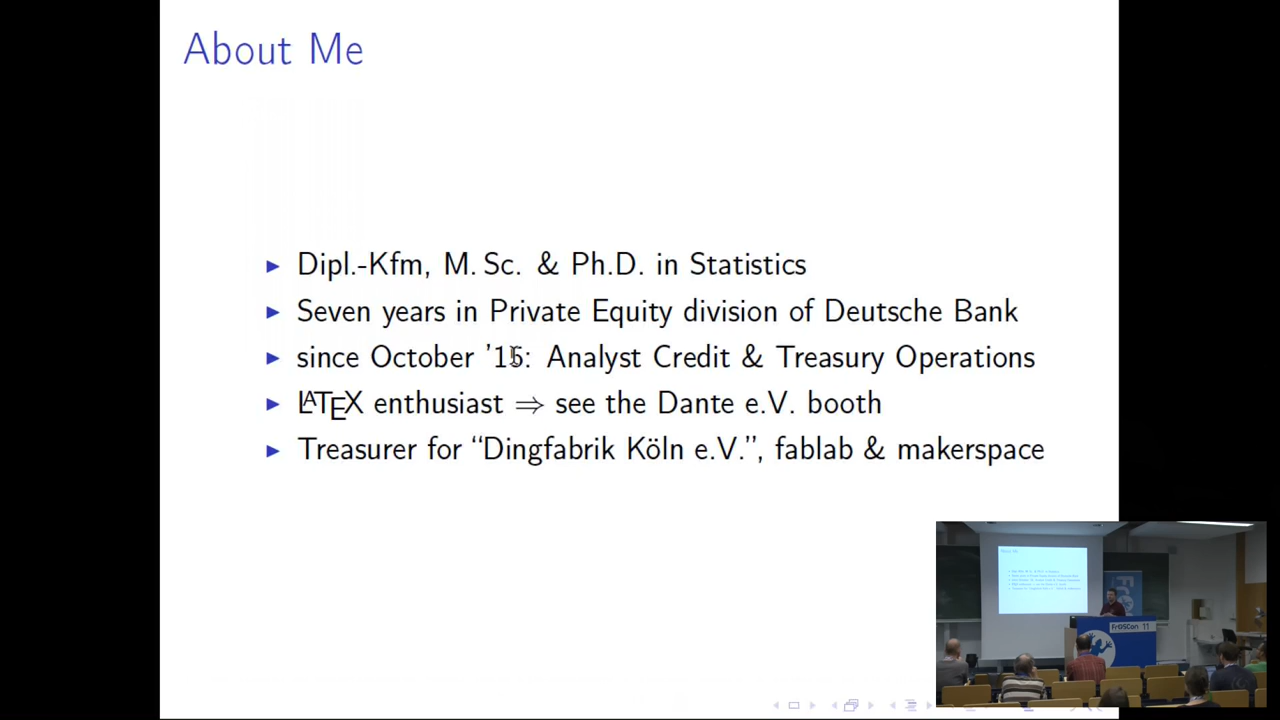 About Me
Dipl.-Kfm, M. Sc. & Ph.D. in Statistics
Seven years in Private Equity division of Deutsche Bank
since October ’15: Analyst Credit & Treasury Operations
LATEX enthusiast ⇒ see the Dante e.V. booth
Treasurer for “Dingfabrik Köln e.V.”, fablab & makerspace
About Me
FrOSCon 11